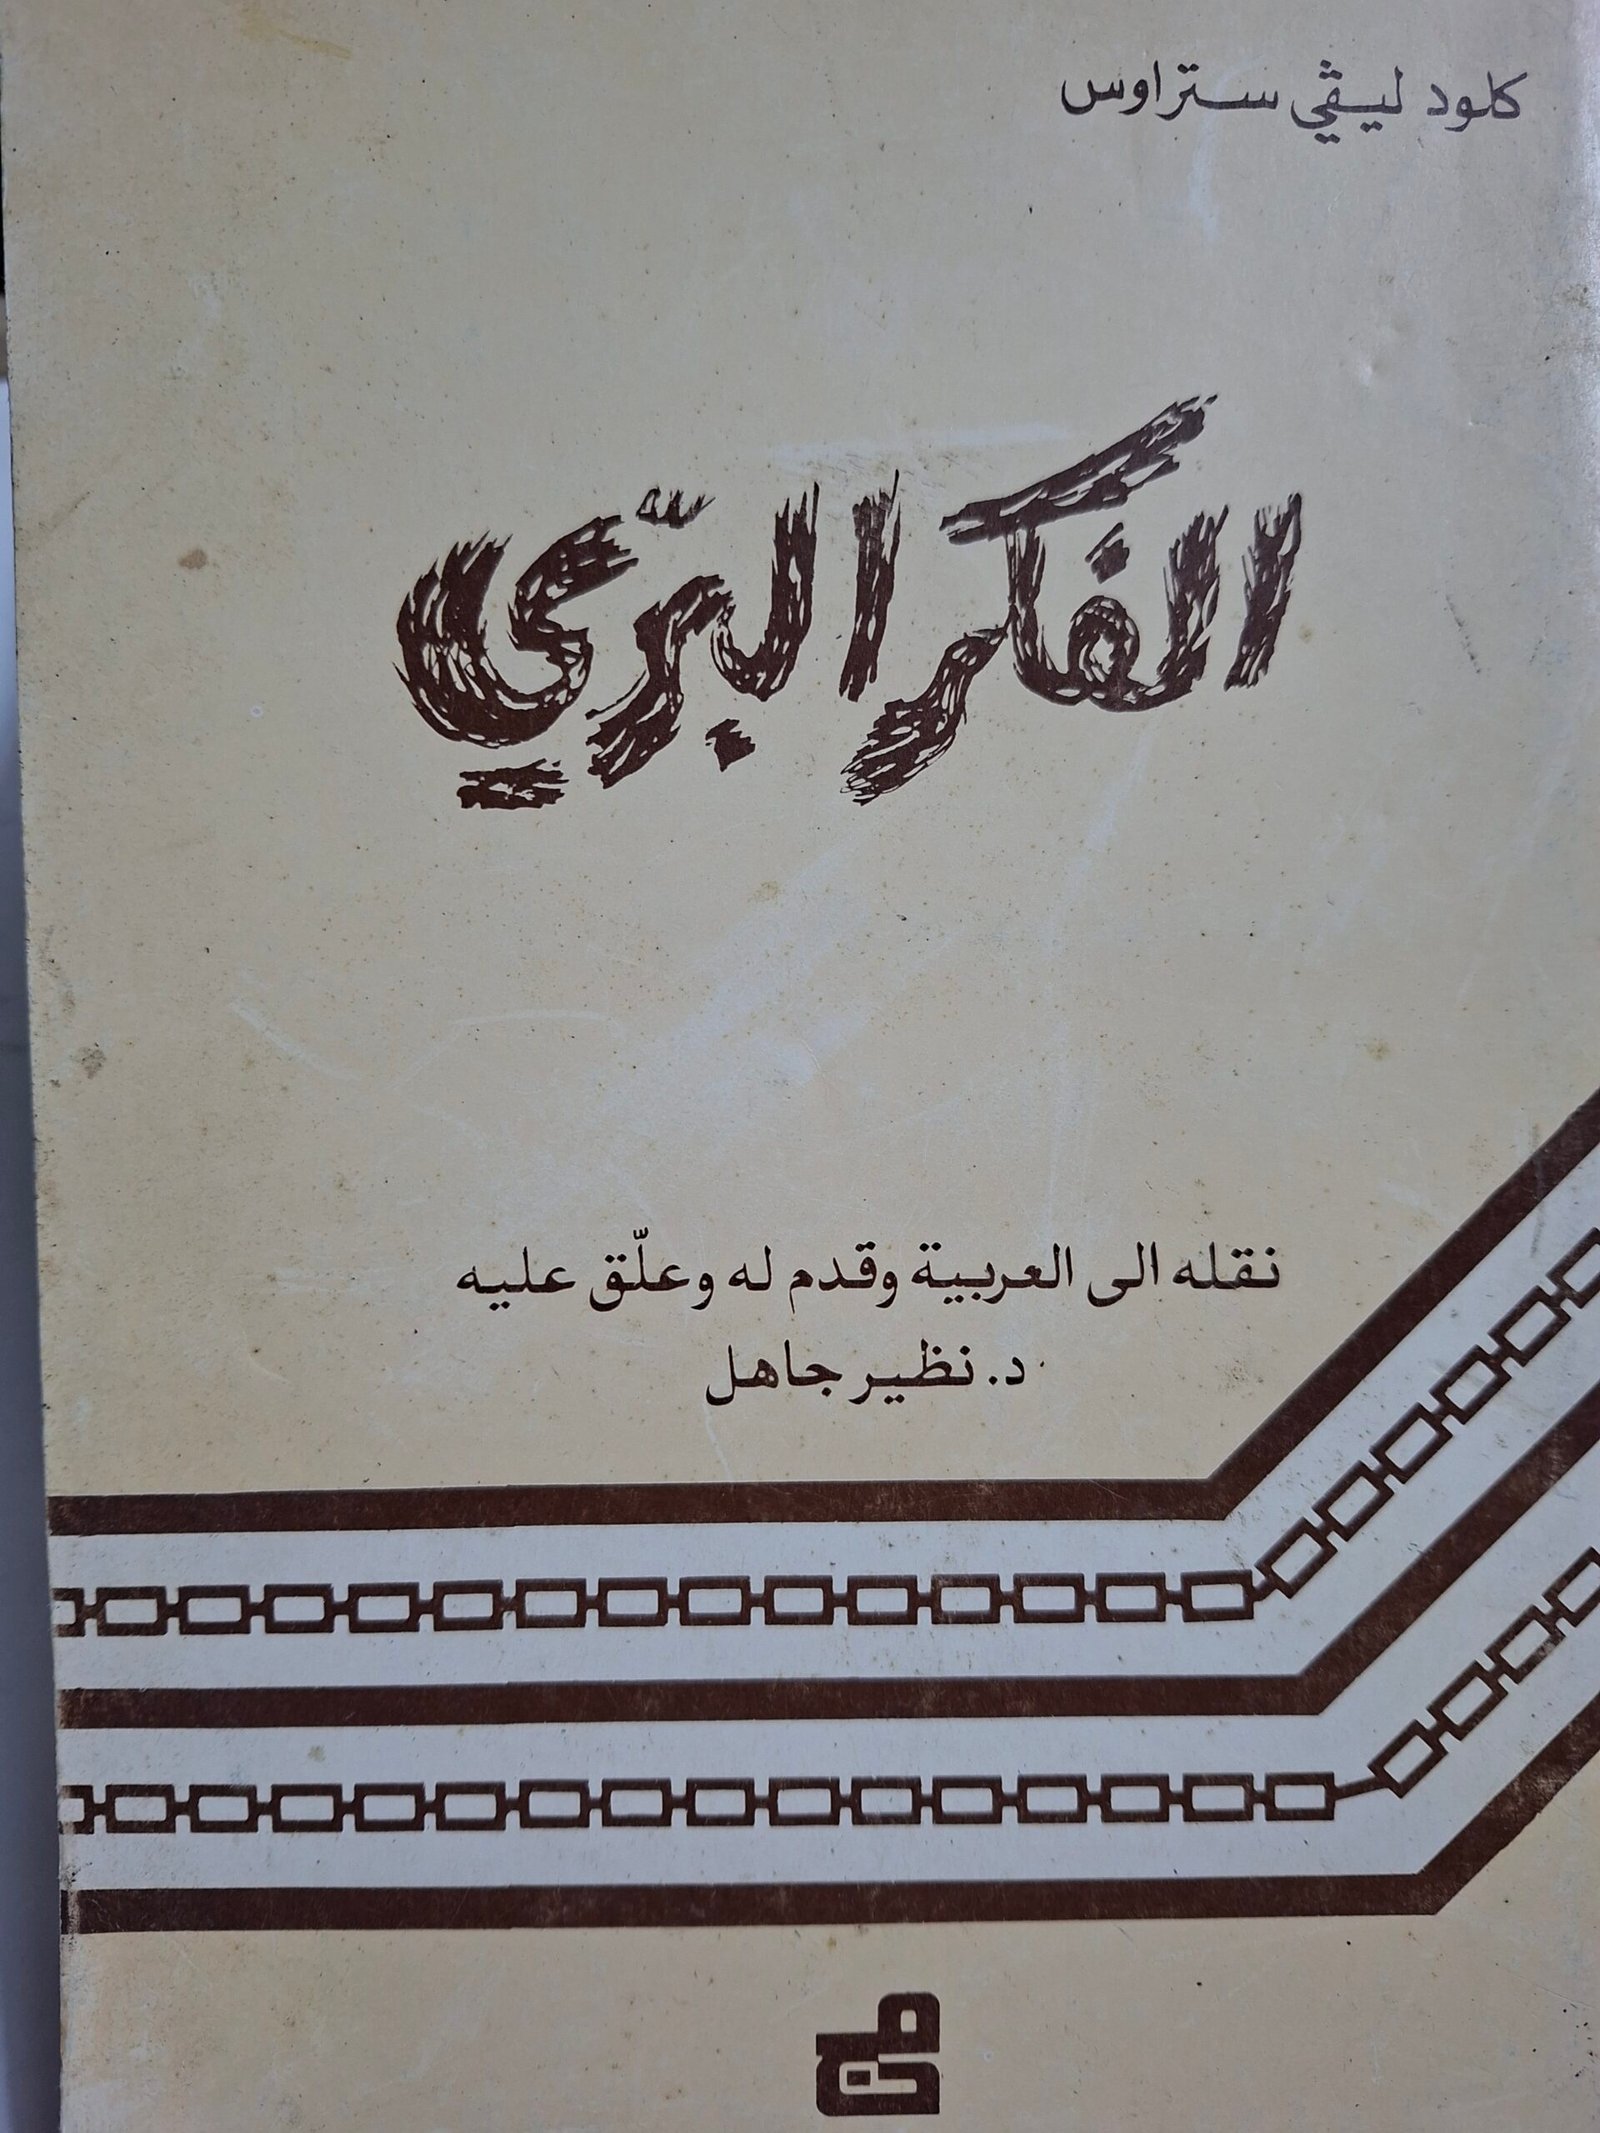 كلود ليڤي ستراوس
الفكر البرّي
نقله الى العربية وقدم له وعلّق عليه
د. نظير جاهل